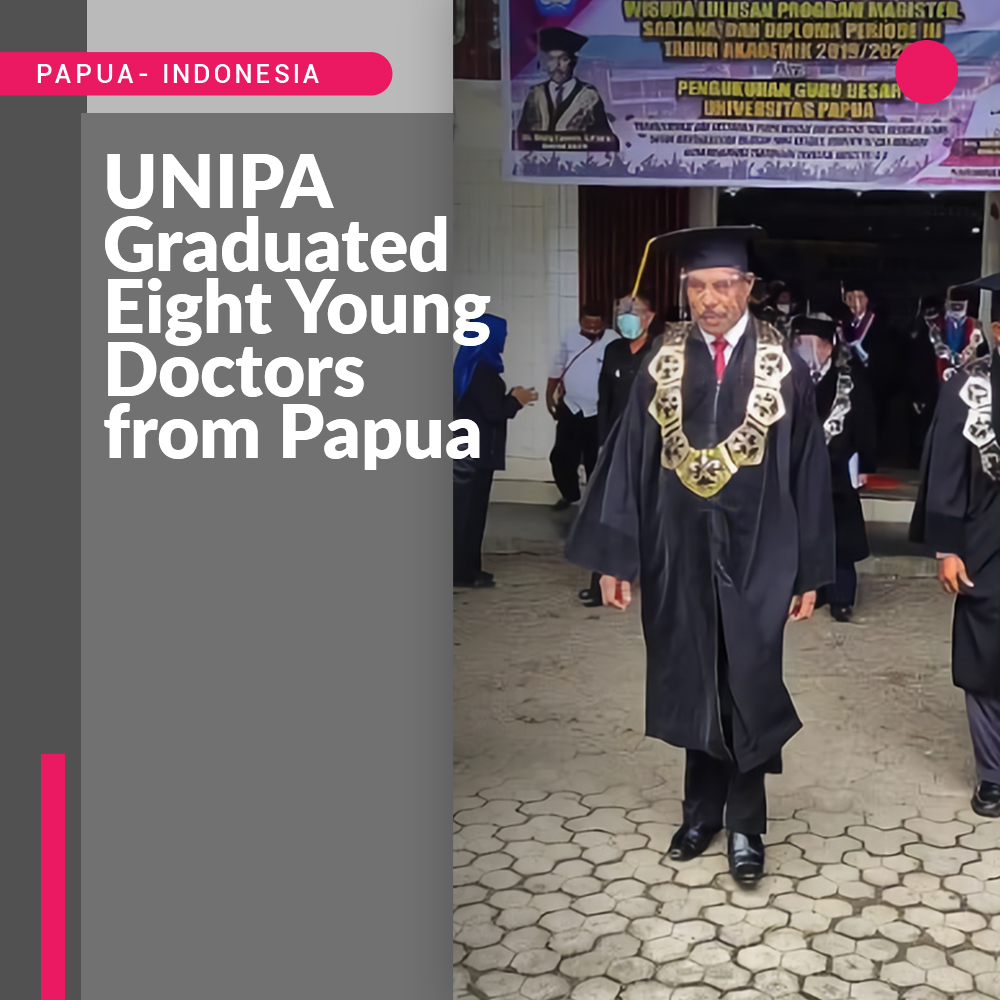 PAPUA- INDONESIA
UNIPA
Graduated
Eight Young
Doctors
from Papua
WISUDA LULUSAN PROGRAM MAGISTER,
SARJANA, DAN DIPLOMA PERIODE III
TAHUN AKADEMIK 2019/202
PENGUKUHAN GURU BESAR
UNIVERSITAS PAPUA